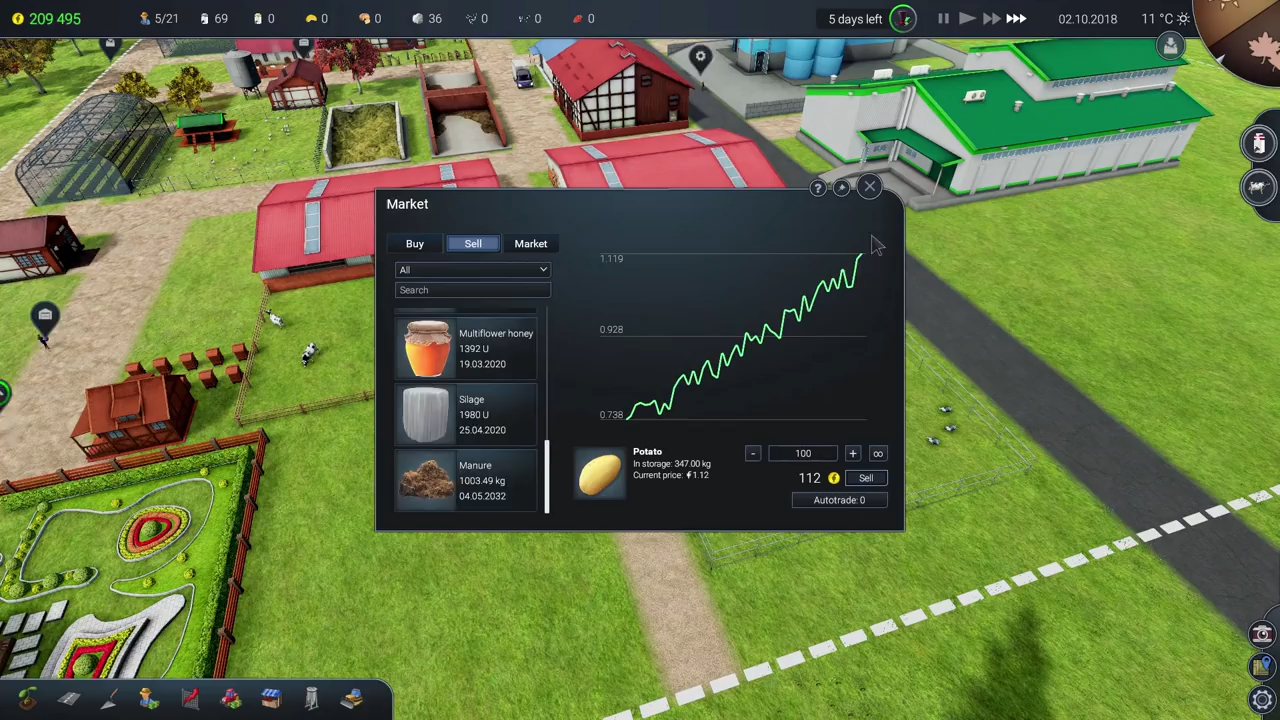 209 495
5/21
69
0
0
0
36
0
0
0
5 days left
02.10.2018
11 °C
Market
?
Buy
Sell
Market
All
Search
Multiflower honey
1392 U
19.03.2020
Silage
1980 U
25.04.2020
Manure
1003.49 kg
04.05.2032
1.119
0.928
0.738
Potato
In storage: 347.00 kg
Current price: 1.12
-
100
+
∞
112
Sell
Autotrade: 0